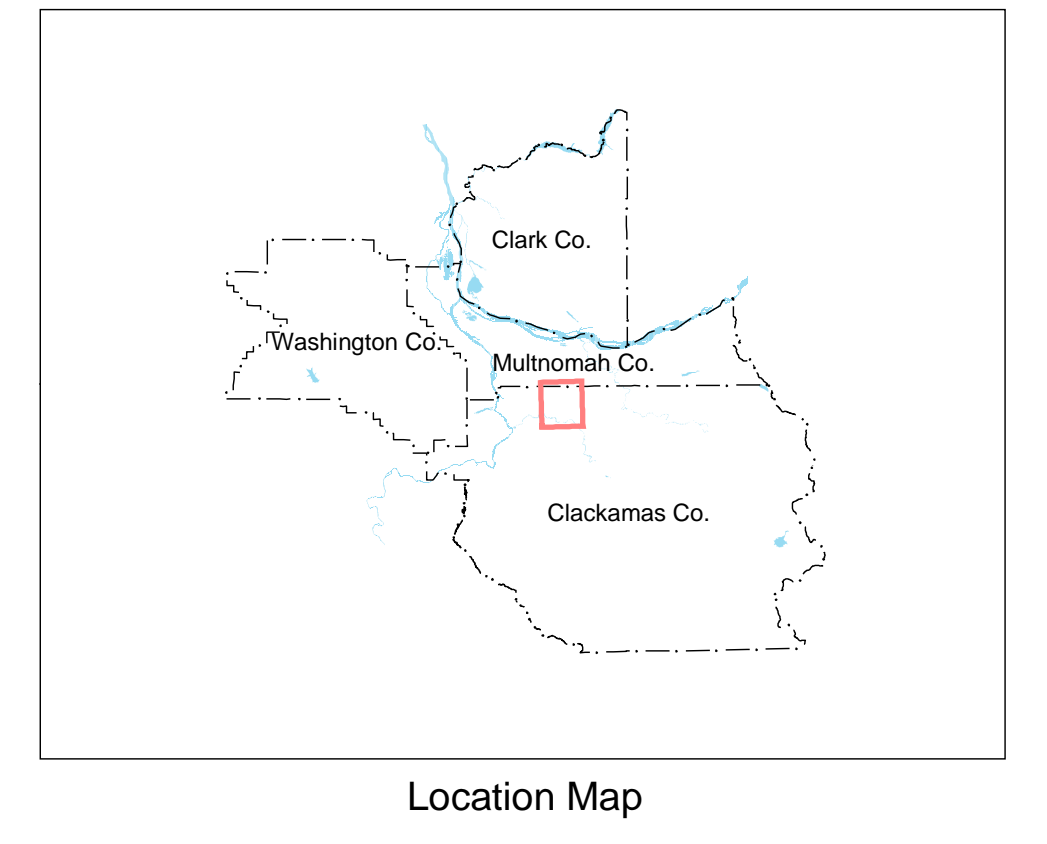 Clark Co.
Washington Co.
Multnomah Co.
Clackamas Co.
Location Map